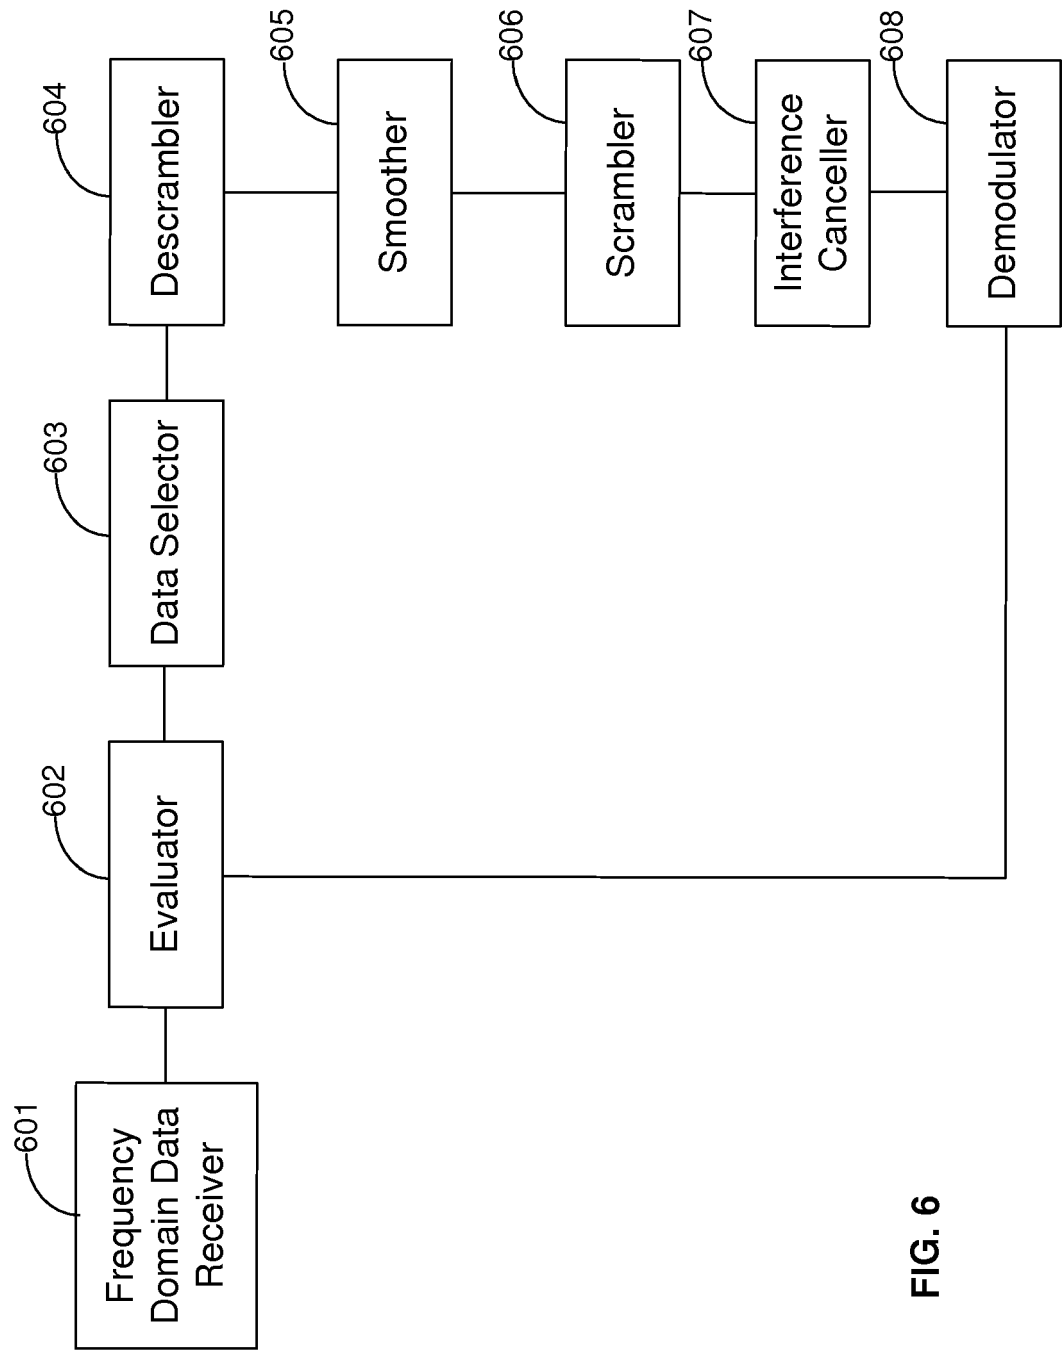 601
Frequency
Domain Data
Receiver
602
Evaluator
603
Data Selector
604
Descrambler
605
Smoother
606
Scrambler
607
Interference
Canceller
608
Demodulator
FIG. 6